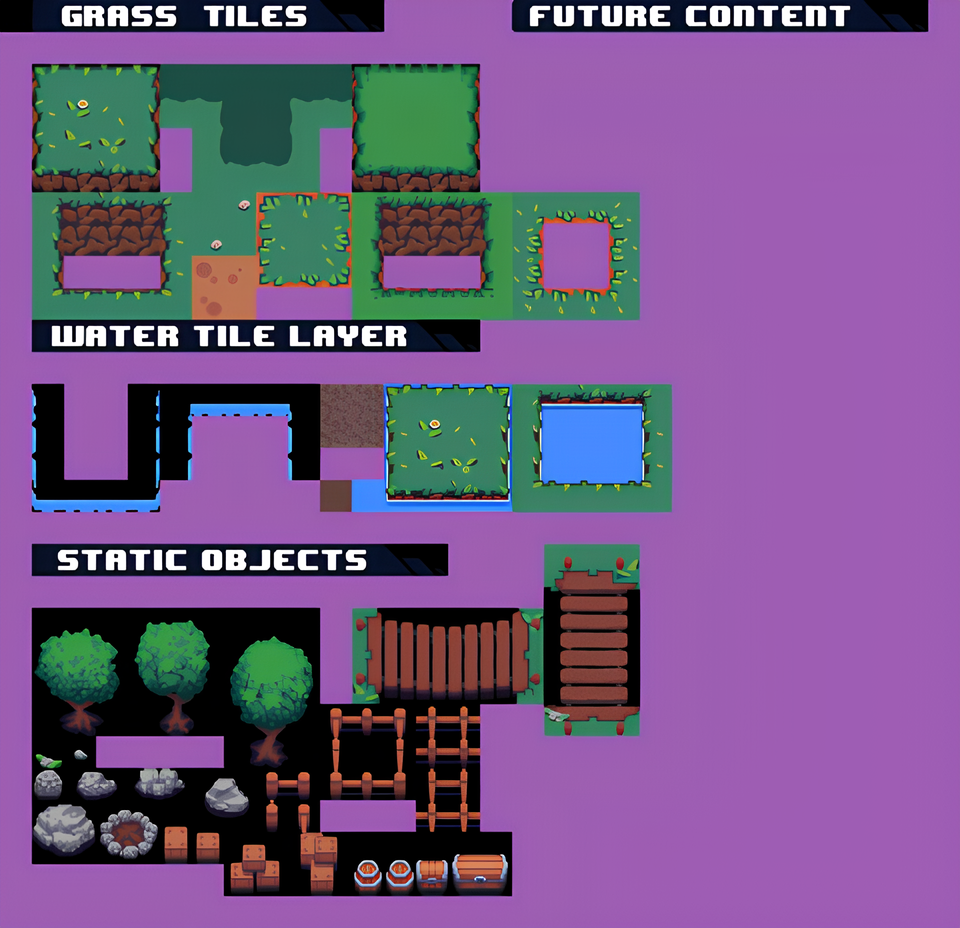 GRASS TILES
FUTURE CONTENT
WATER TILE LAYER
STATIC OBJECTS